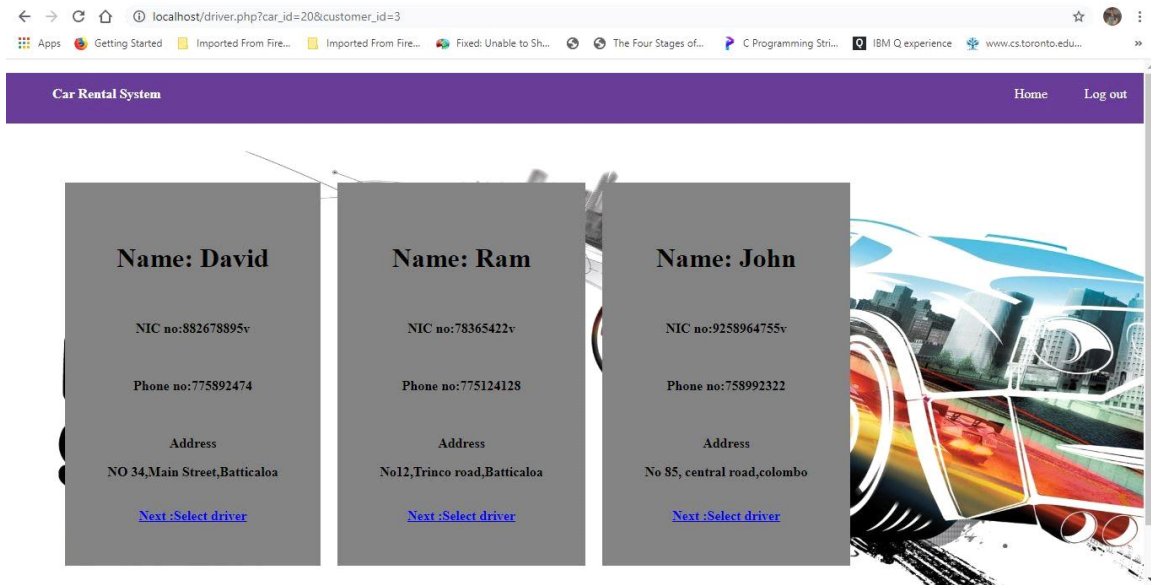 localhost/driver.php?car_id=20&customer_id=3
Apps Getting Started Imported From Fire... Imported From Fire... Fixed: Unable to Sh... The Four Stages of... C Programming Stri... IBM Q experience www.cs.toronto.edu... »
Car Rental System Home Log out
Name: David
NIC no:882678895v
Phone no:775892474
Address
NO 34,Main Street,Batticaloa
Next :Select driver
Name: Ram
NIC no:78365422v
Phone no:775124128
Address
No12,Trinco road,Batticaloa
Next :Select driver
Name: John
NIC no:9258964755v
Phone no:758992322
Address
No 85, central road,colombo
Next :Select driver